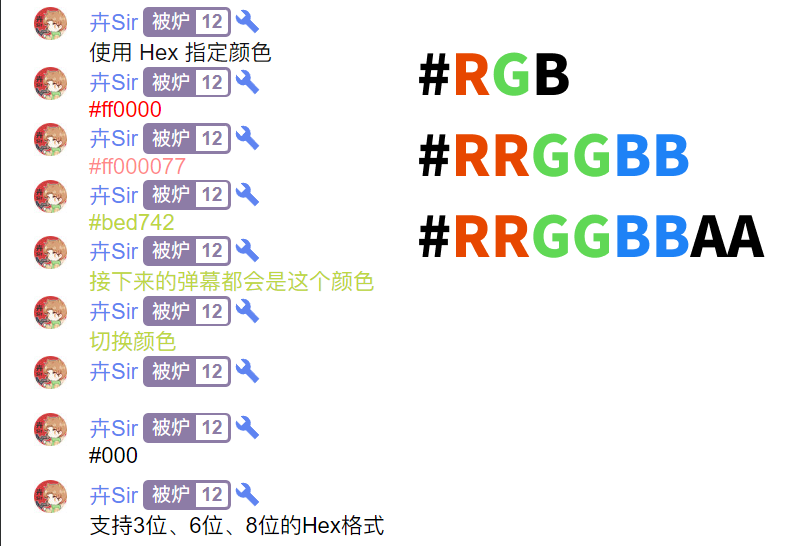 卉Sir 被炉 12
使用 Hex 指定颜色
卉Sir 被炉 12
#ff0000
卉Sir 被炉 12
#ff000077
卉Sir 被炉 12
#bed742
卉Sir 被炉 12
接下来的弹幕都会是这个颜色
卉Sir 被炉 12
切换颜色
卉Sir 被炉 12
卉Sir 被炉 12
#000
卉Sir 被炉 12
支持3位、6位、8位的Hex格式
#RGB
#RRGGBB
#RRGGBBAA